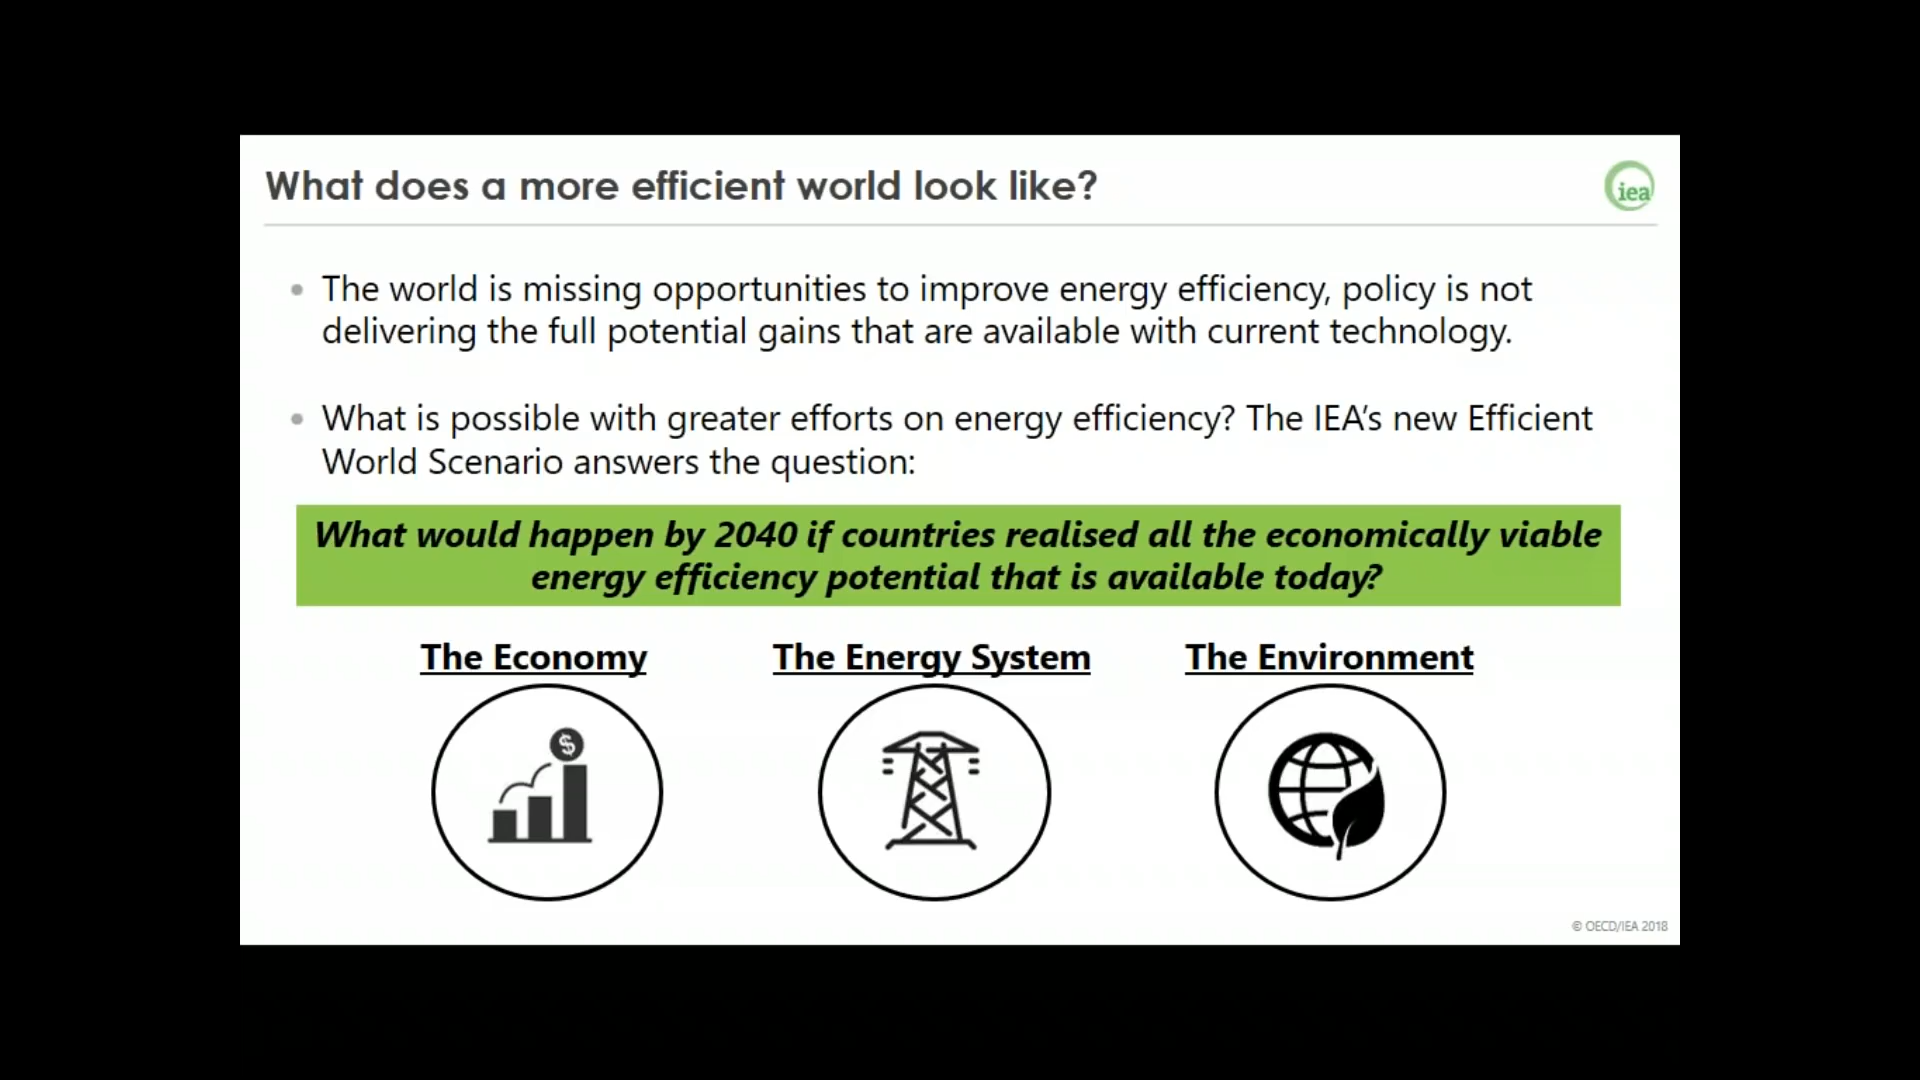 What does a more efficient world look like?
iea
• The world is missing opportunities to improve energy efficiency, policy is not
delivering the full potential gains that are available with current technology.
• What is possible with greater efforts on energy efficiency? The IEA's new Efficient
World Scenario answers the question:
What would happen by 2040 if countries realised all the economically viable
energy efficiency potential that is available today?
The Economy
The Energy System
The Environment
$
© OECD/IEA 2018